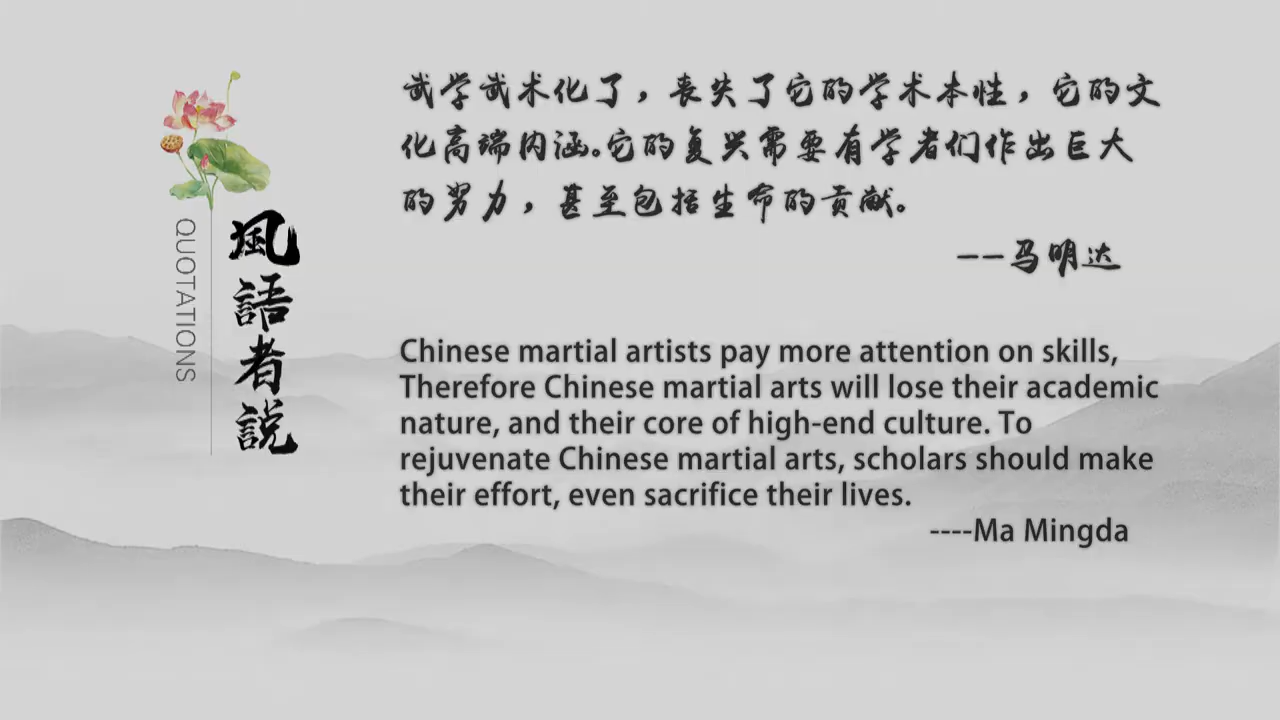 風語者説
QUOTATIONS
武学武术化了，丧失了它的学术本性，它的文
化高端内涵。它的复兴需要有学者们作出巨大
的努力，甚至包括生命的贡献。
--马明达
Chinese martial artists pay more attention on skills,
Therefore Chinese martial arts will lose their academic
nature, and their core of high-end culture. To
rejuvenate Chinese martial arts, scholars should make
their effort, even sacrifice their lives.
----Ma Mingda